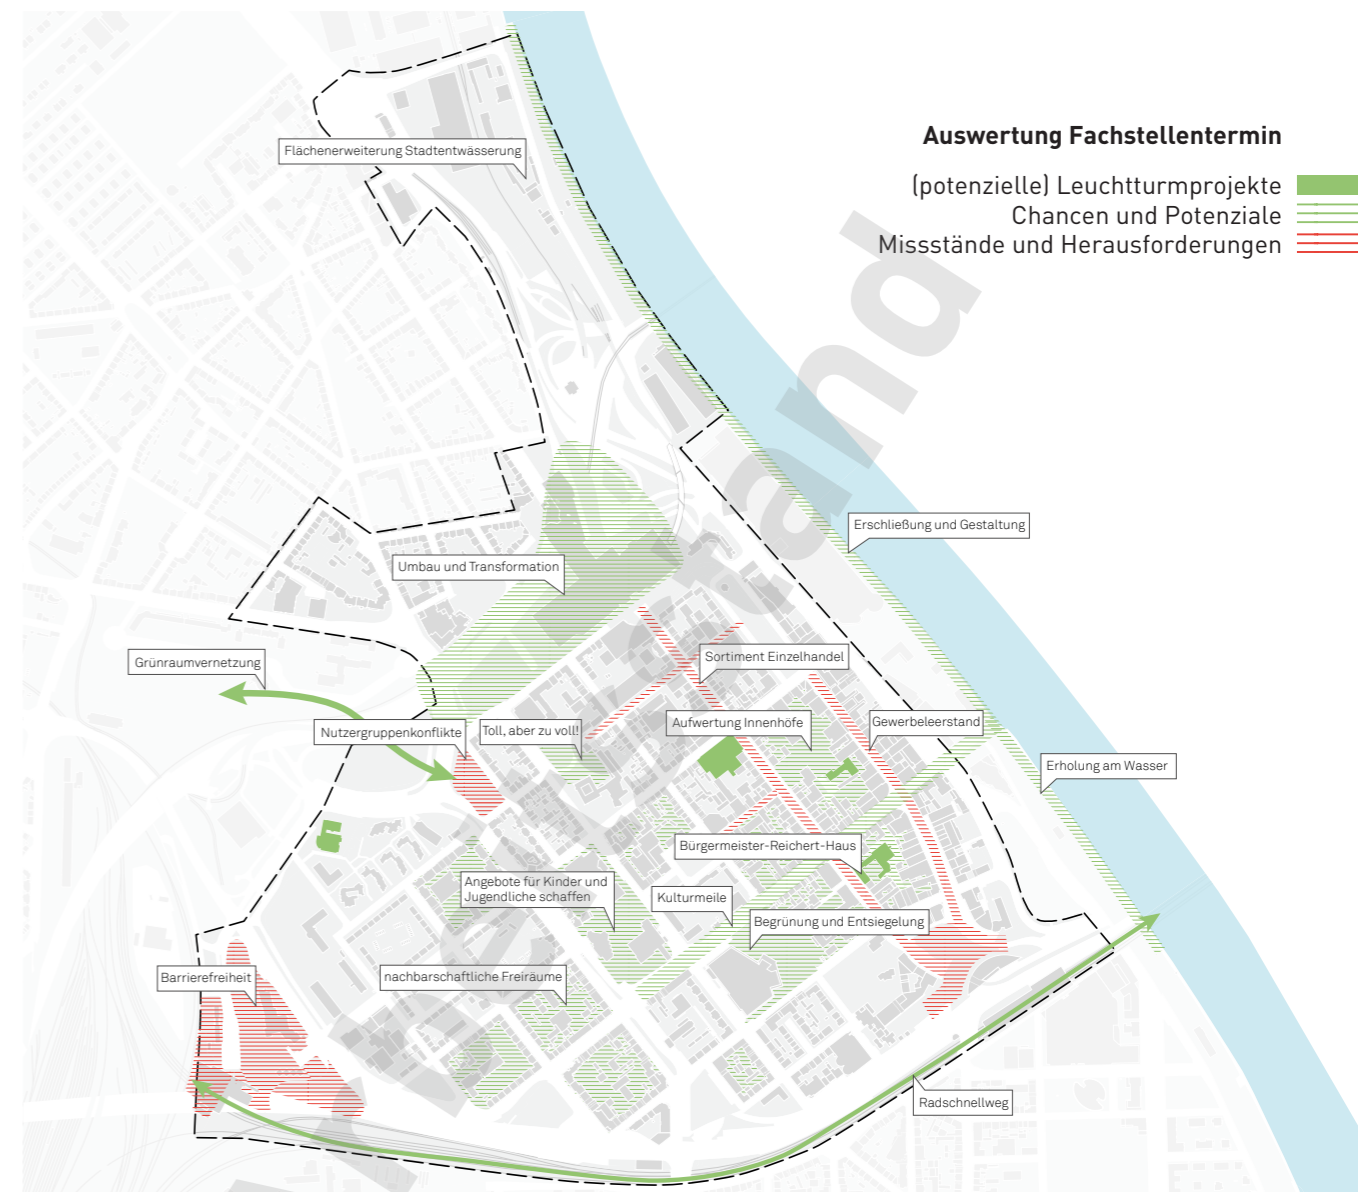 Auswertung Fachstellentermin
(potenzielle) Leuchtturmprojekte
Chancen und Potenziale
Missstände und Herausforderungen
Flächenerweiterung Stadtentwässerung
Erschließung und Gestaltung
Umbau und Transformation
Grünraumvernetzung
Sortiment Einzelhandel
Nutzergruppenkonflikte
Toll, aber zu voll!
Aufwertung Innenhöfe
Gewerbeleerstand
Erholung am Wasser
Bürgermeister-Reichert-Haus
Angebote für Kinder und
Jugendliche schaffen
Kulturmeile
Begrünung und Entsiegelung
Barrierefreiheit
nachbarschaftliche Freiräume
Radschnellweg